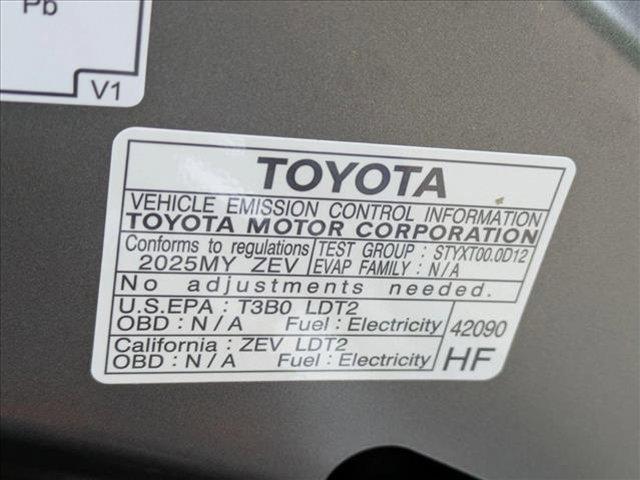 Pb
V1
TOYOTA
VEHICLE EMISSION CONTROL INFORMATION
TOYOTA MOTOR CORPORATION
Conforms to regulations
2025MY ZEV
TEST GROUP : STYXT00.0D12
EVAP FAMILY : N/A
No adjustments needed.
U.S.EPA : T3B0 LDT2
OBD : N/A Fuel : Electricity
California : ZEV LDT2
OBD : N/A Fuel : Electricity
42090
HF